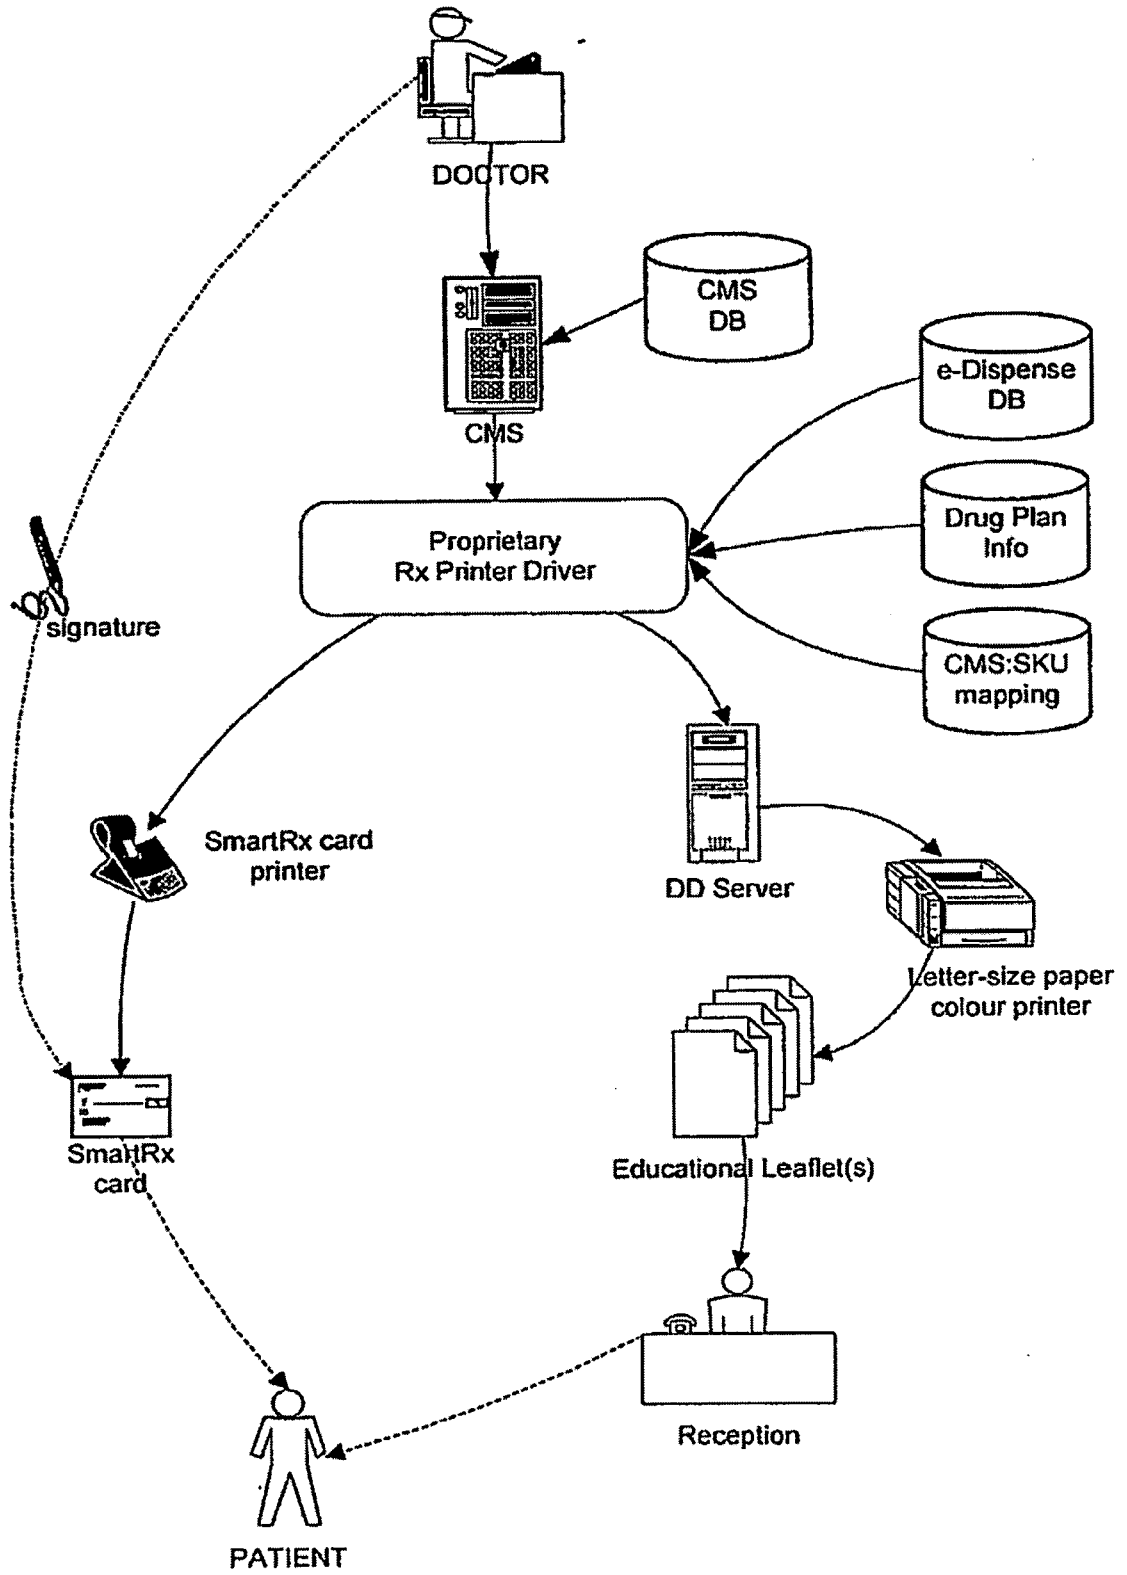 DOCTOR
CMS
DB
e-Dispense
DB
CMS
Drug Plan
Info
Proprietary
Rx Printer Driver
signature
CMS:SKU
mapping
SmartRx card
printer
DD Server
Letter-size paper
colour printer
SmartRx
card
Educational Leaflet(s)
Reception
PATIENT